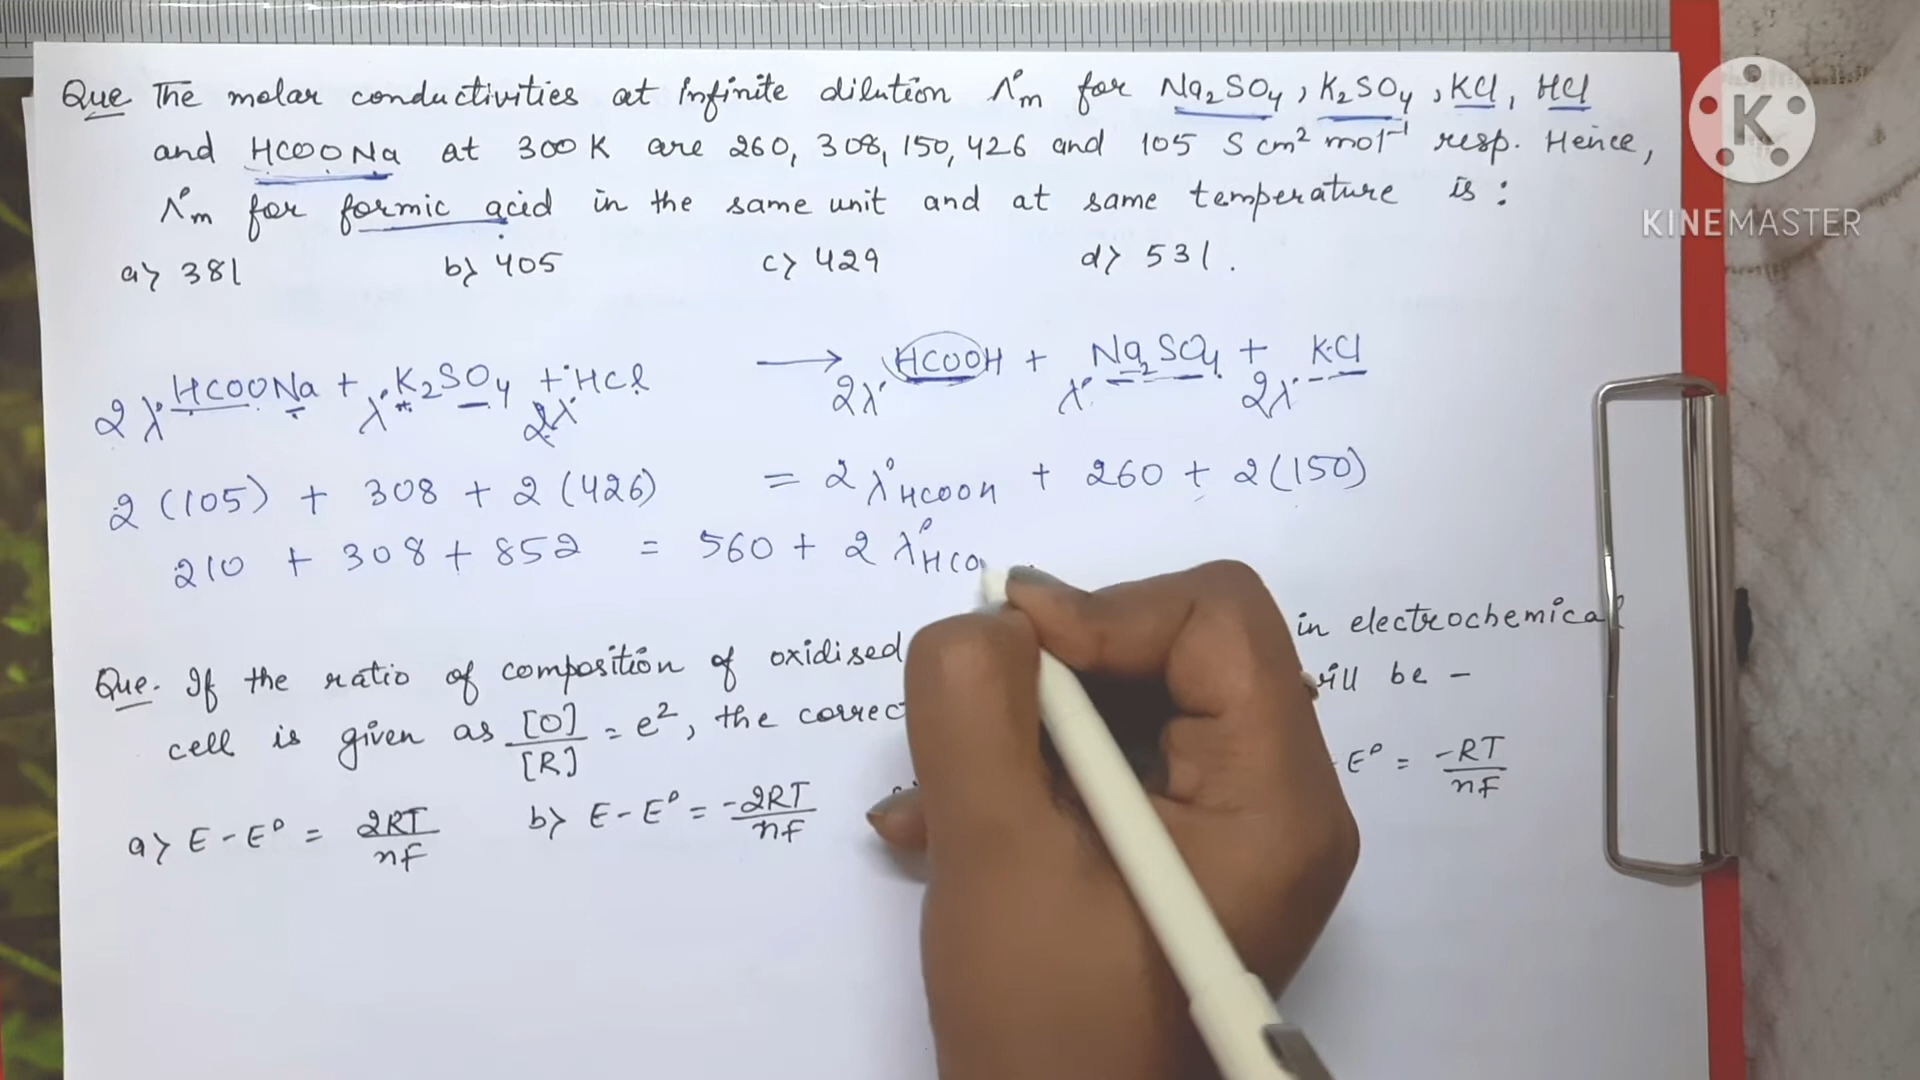 Que The molar conductivities at infinite dilution Λ°m for Na₂SO₄, K₂SO₄, KCl, HCl
and HCOONa at 300 K are 260, 308, 150, 426 and 105 S cm² mol⁻¹ resp. Hence,
Λ°m for formic acid in the same unit and at same temperature is:
a> 381 b> 405 c> 429 d> 531.
K
KINEMASTER
2λ° HCOONa + λ° K₂SO₄ + 2λ° HCl ⟶ 2λ° HCOOH + λ° Na₂SO₄ + 2λ° KCl
2(105) + 308 + 2(426) = 2λ°HCOOH + 260 + 2(150)
210 + 308 + 852 = 560 + 2λ°HCO
Que. If the ratio of composition of oxidised in electrochemical
cell is given as [O]/[R] = e², the correc will be -
a> E - E° = 2RT/nF b> E - E° = -2RT/nF E° = -RT/nF